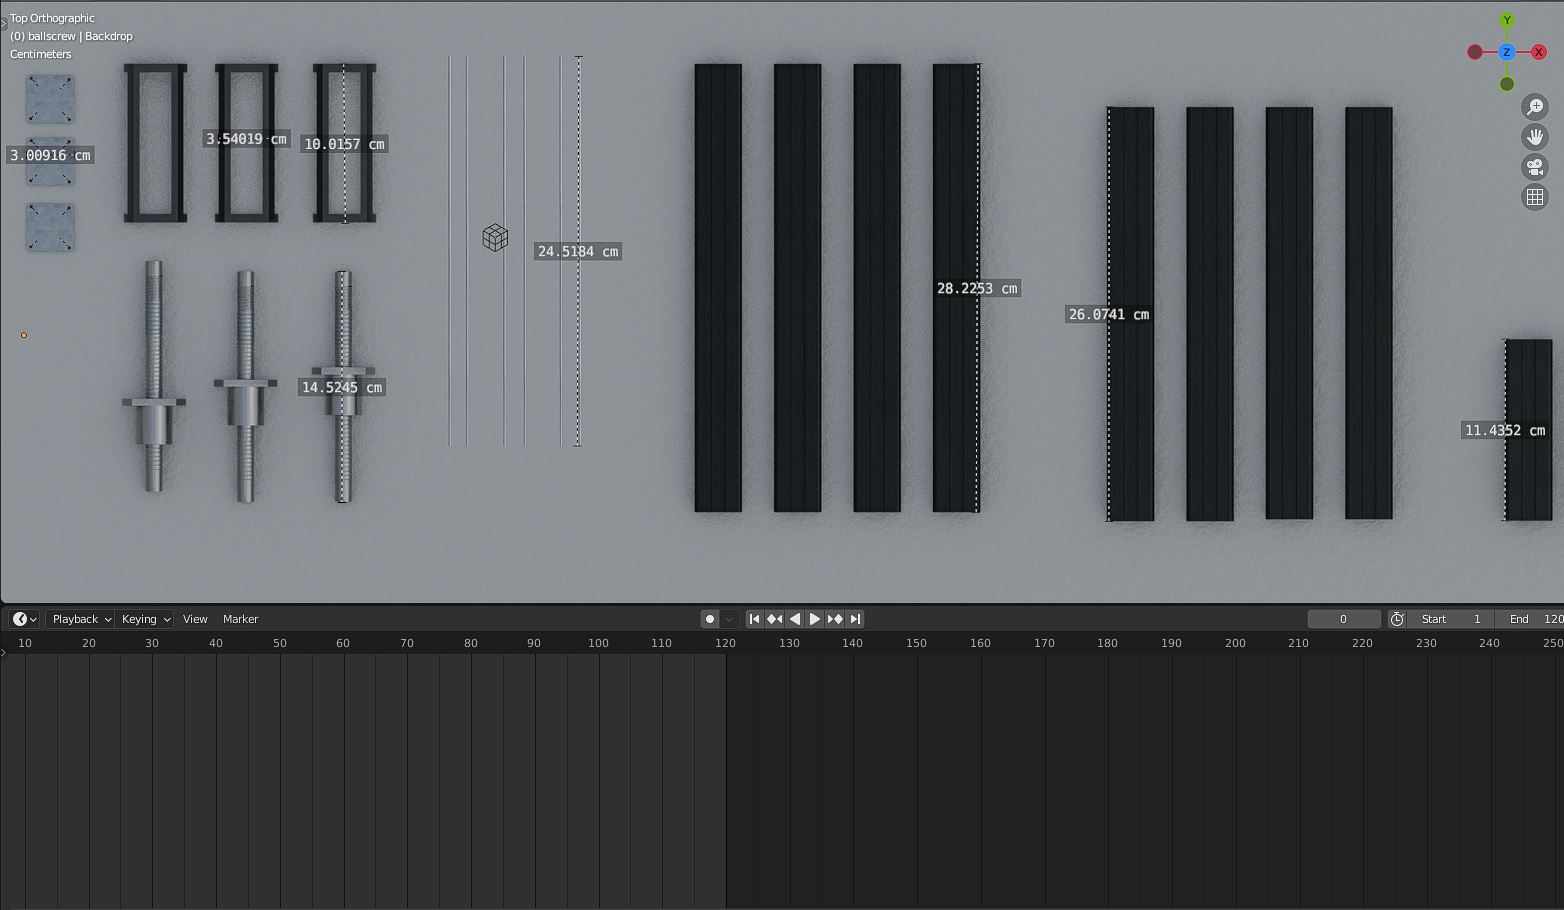 Top Orthographic
(0) ballscrew | Backdrop
Centimeters
Y
Z
X
3.00916 cm
3.54019 cm
10.0157 cm
24.5184 cm
28.2253 cm
26.0741 cm
14.5245 cm
11.4352 cm
Playback Keying View Marker 0 Start 1 End 120
10 20 30 40 50 60 70 80 90 100 110 120 130 140 150 160 170 180 190 200 210 220 230 240 250